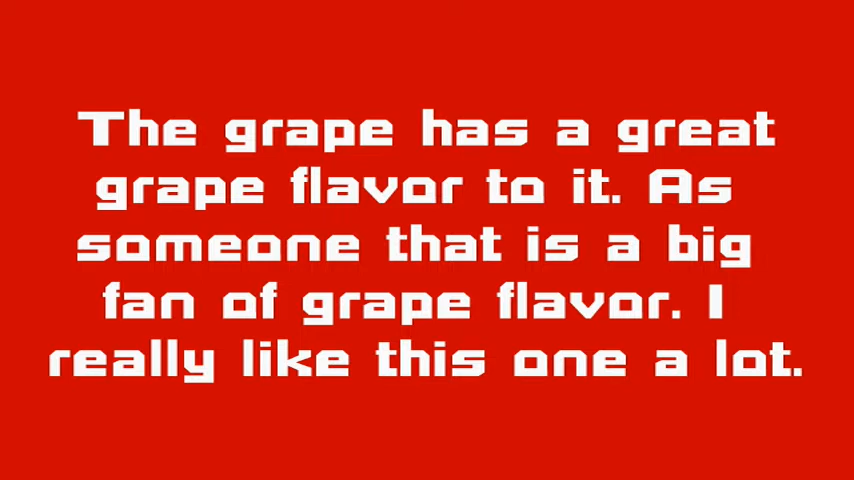 The grape has a great
grape flavor to it. As
someone that is a big
fan of grape flavor. I
really like this one a lot.